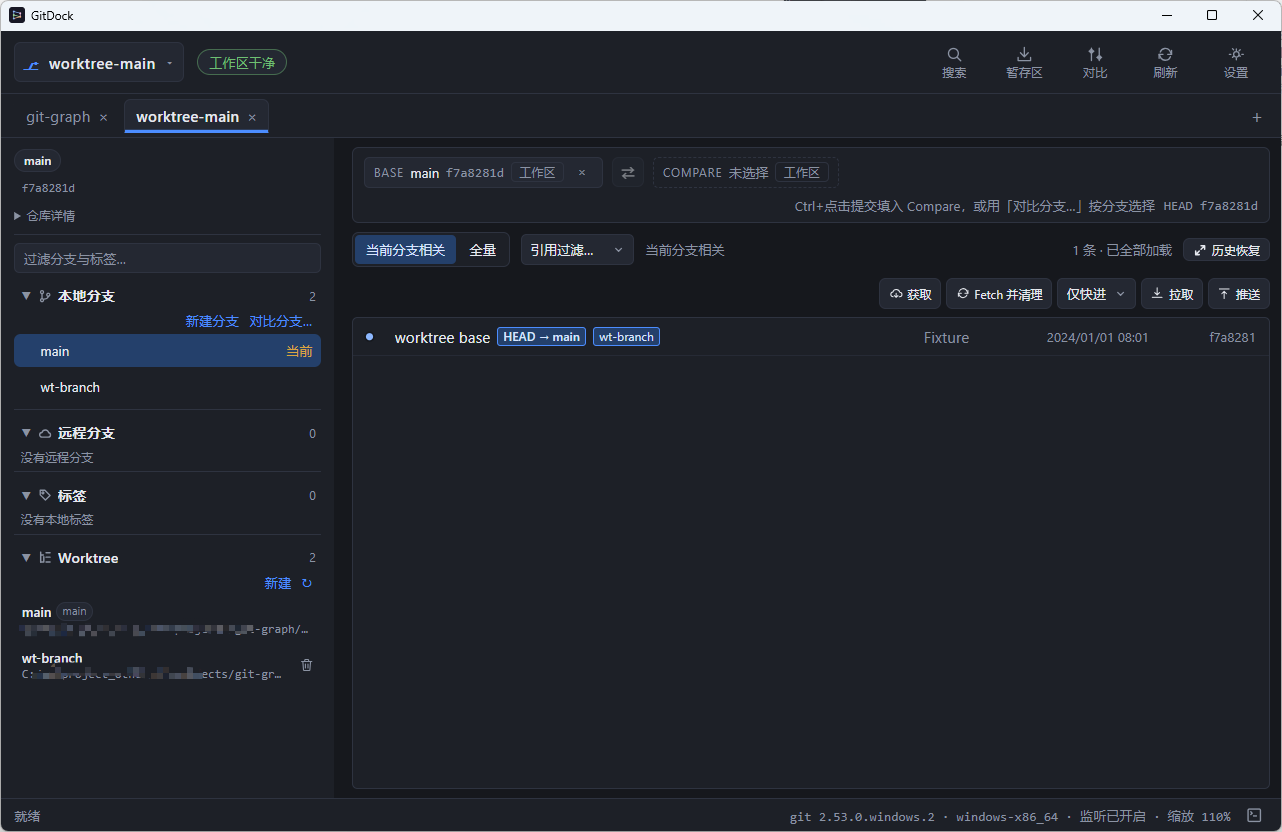 GitDock
worktree-main 工作区干净
搜索 暂存区 对比 刷新 设置
git-graph × worktree-main × +
main
f7a8281d
仓库详情
过滤分支与标签...
本地分支 2
新建分支 对比分支...
main 当前
wt-branch
远程分支 0
没有远程分支
标签 0
没有本地标签
Worktree 2
新建
main main
-graph/…
wt-branch
ects/git-gr…
BASE main f7a8281d 工作区 × COMPARE 未选择 工作区
Ctrl+点击提交填入 Compare，或用「对比分支...」按分支选择 HEAD f7a8281d
当前分支相关 全量 引用过滤... 当前分支相关 1 条 · 已全部加载 历史恢复
获取 Fetch 并清理 仅快进 拉取 推送
worktree base HEAD → main wt-branch Fixture 2024/01/01 08:01 f7a8281
就绪 git 2.53.0.windows.2 · windows-x86_64 · 监听已开启 · 缩放 110%